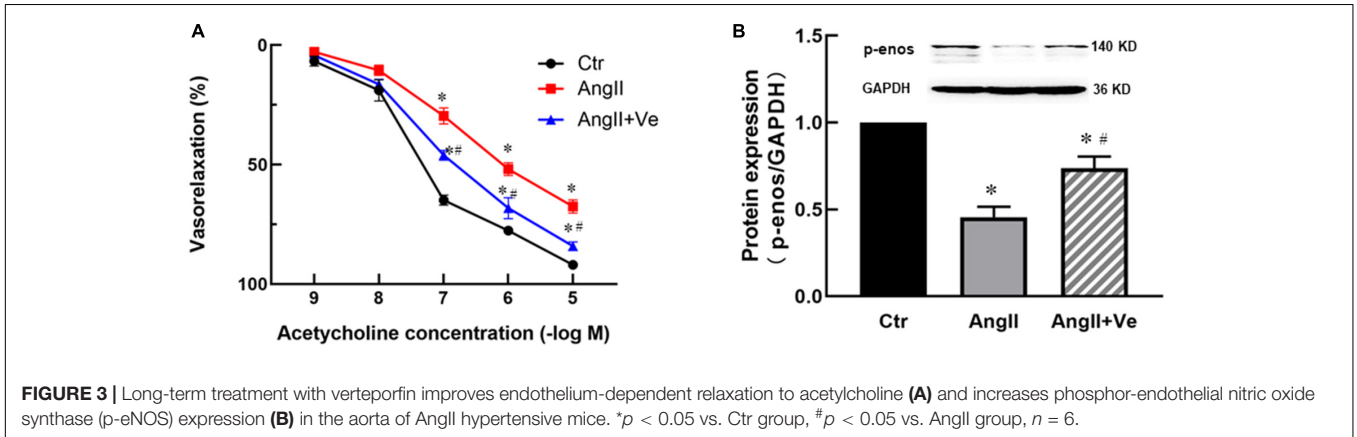 A
0
50
100
Vasorelaxation (%)
9 8 7 6 5
Acetycholine concentration (-log M)
Ctr
AngII
AngII+Ve
*
*#
*
*#
*
*#
B
1.5
1.0
0.5
0.0
Protein expression
( p-enos/GAPDH)
p-enos 140 KD
GAPDH 36 KD
*
* #
Ctr AngII AngII+Ve
FIGURE 3 | Long-term treatment with verteporfin improves endothelium-dependent relaxation to acetylcholine (A) and increases phosphor-endothelial nitric oxide
synthase (p-eNOS) expression (B) in the aorta of AngII hypertensive mice. *p < 0.05 vs. Ctr group, #p < 0.05 vs. AngII group, n = 6.